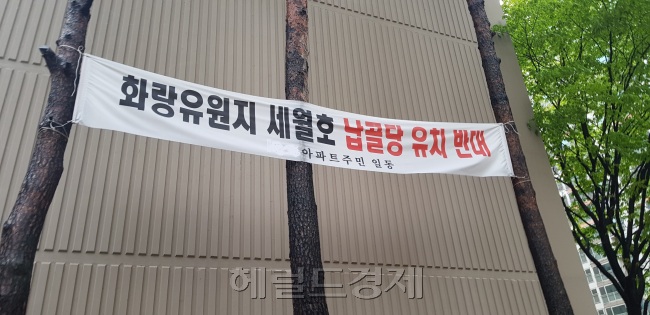 화랑유원지 세월호 납골당 유치 반대
아파트주민 일동
헤럴드경제